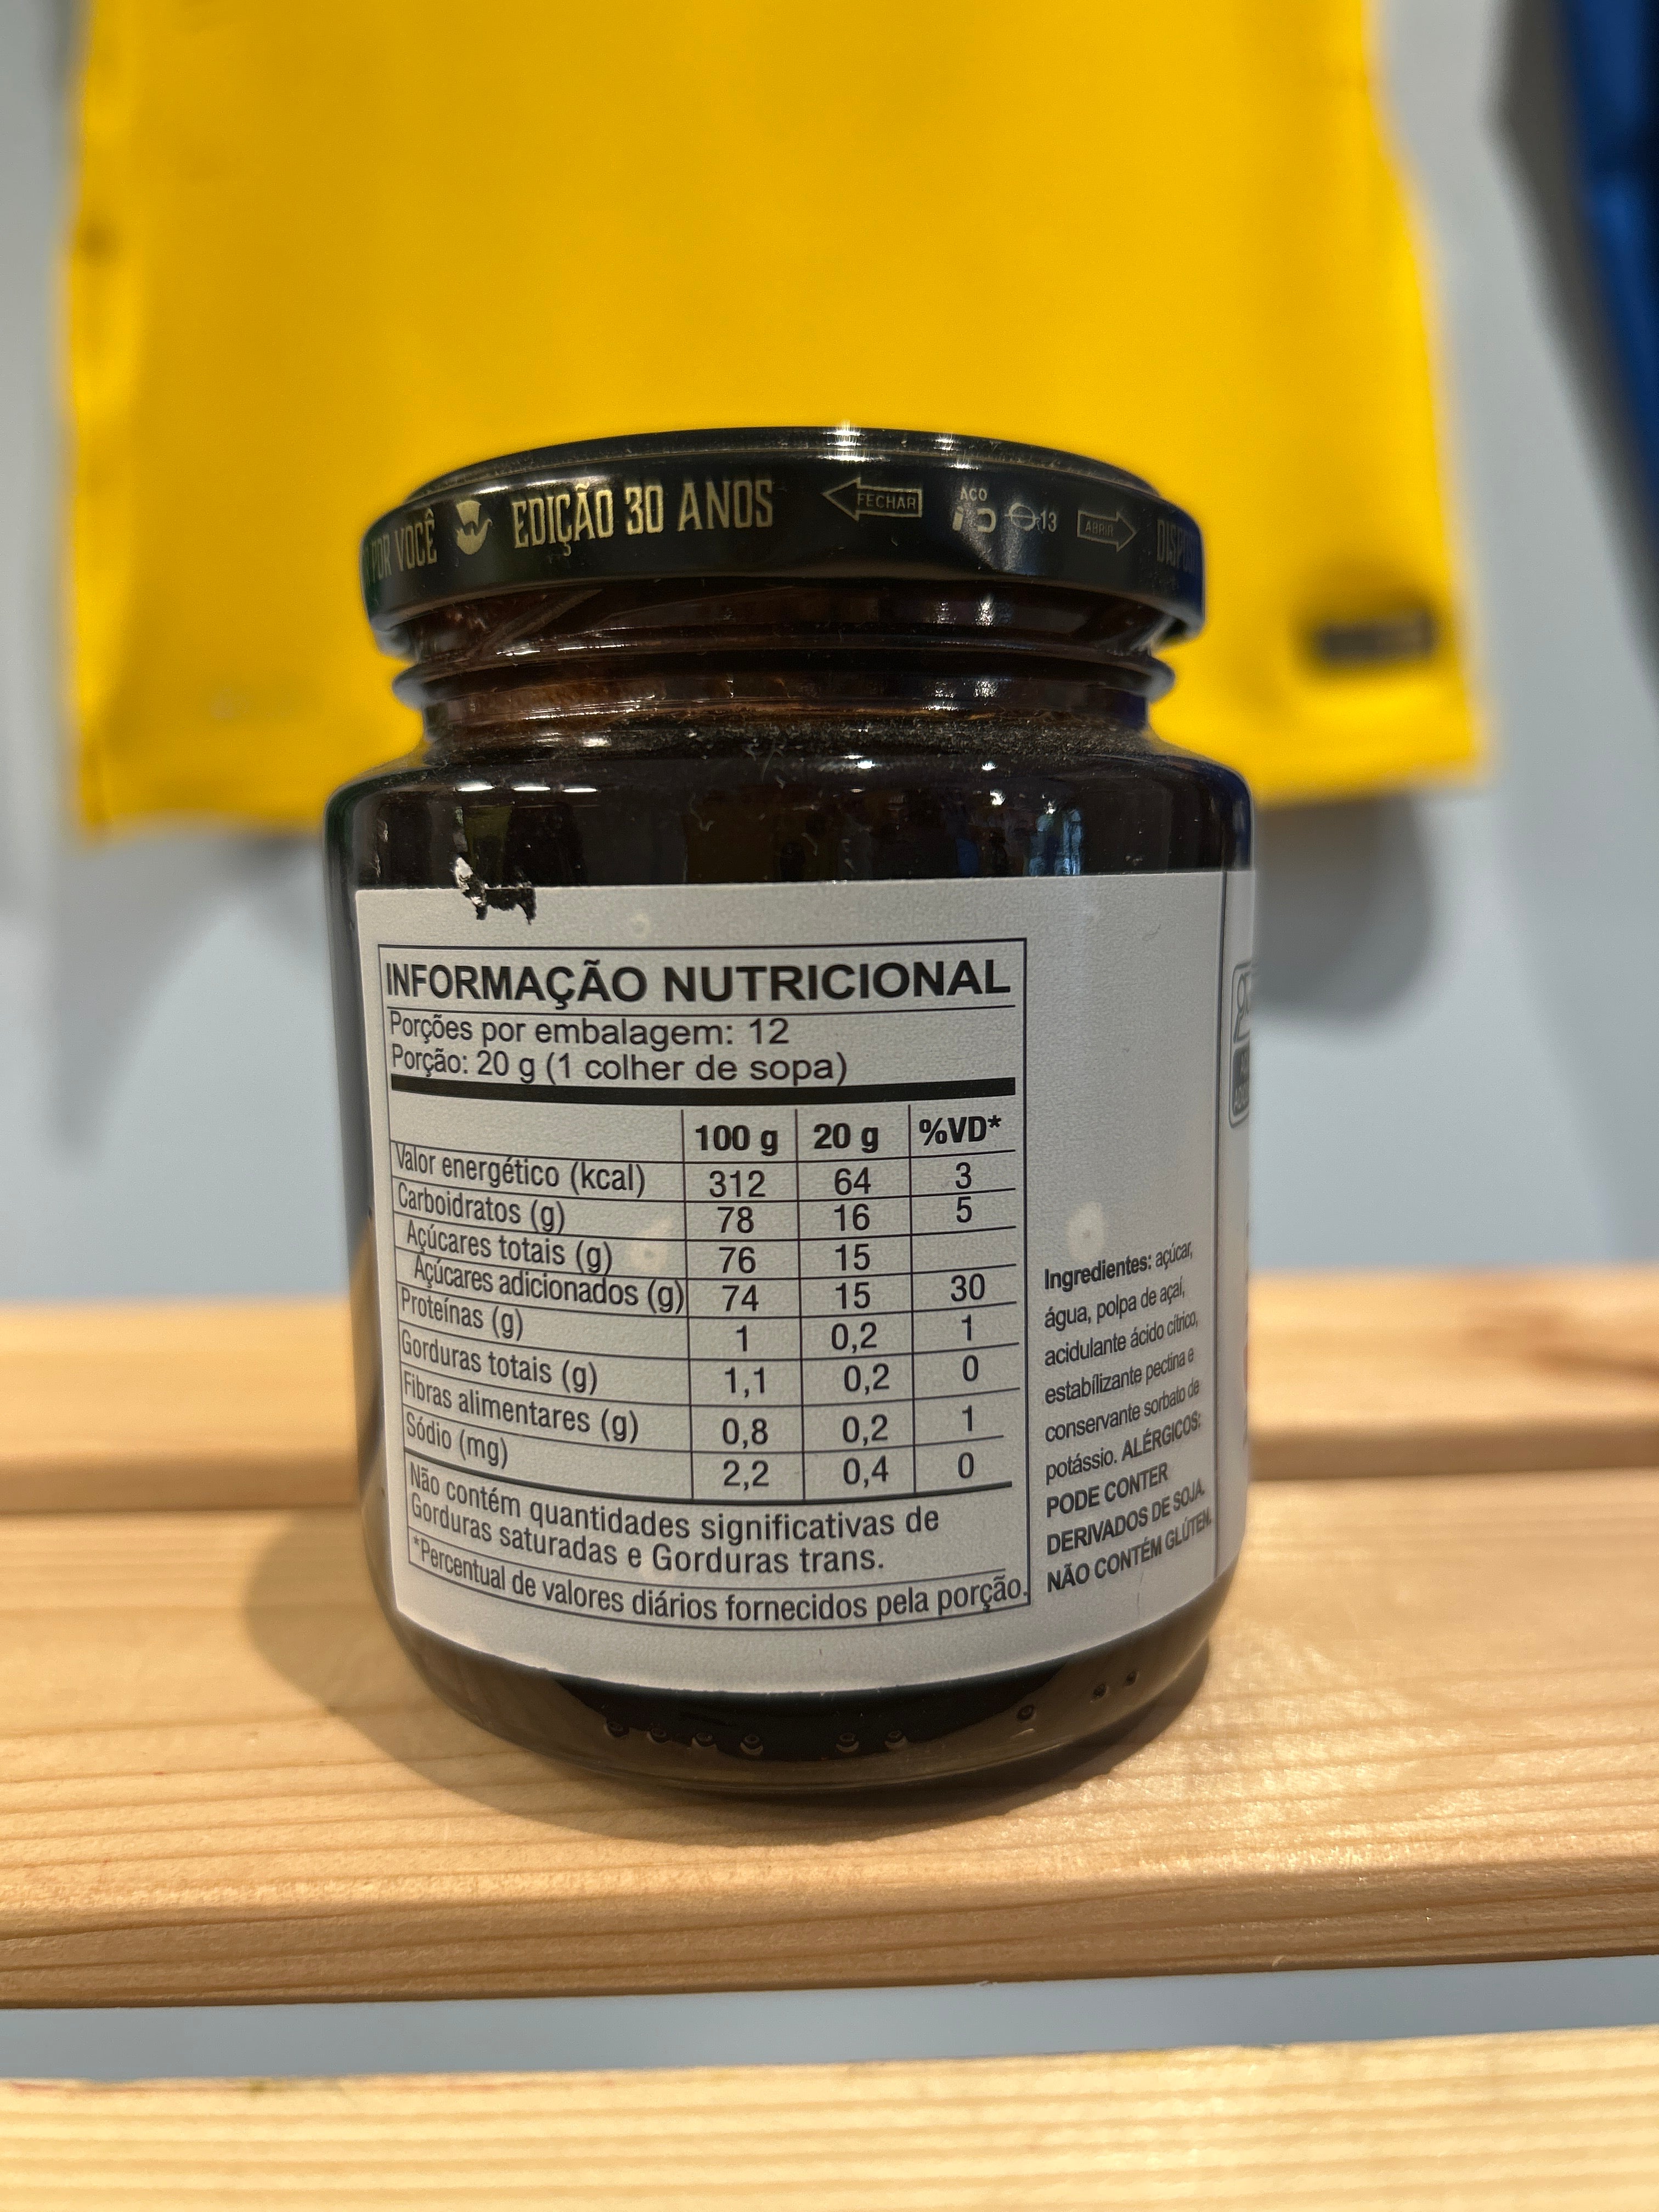 POR VOCÊ EDIÇÃO 30 ANOS FECHAR AÇO 13 ABRIR
INFORMAÇÃO NUTRICIONAL
Porções por embalagem: 12
Porção: 20 g (1 colher de sopa)
100 g 20 g %VD*
Valor energético (kcal) 312 64 3
Carboidratos (g) 78 16 5
Açúcares totais (g) 76 15
Açúcares adicionados (g) 74 15 30
Proteínas (g) 1 0,2 1
Gorduras totais (g) 1,1 0,2 0
Fibras alimentares (g) 0,8 0,2 1
Sódio (mg) 2,2 0,4 0
Não contém quantidades significativas de
Gorduras saturadas e Gorduras trans.
*Percentual de valores diários fornecidos pela porção.
Ingredientes: açúcar,
água, polpa de açaí,
acidulante ácido cítrico,
estabílizante pectina e
conservante sorbato de
potássio. ALÉRGICOS:
PODE CONTER
DERIVADOS DE SOJA.
NÃO CONTÉM GLÚTEN.